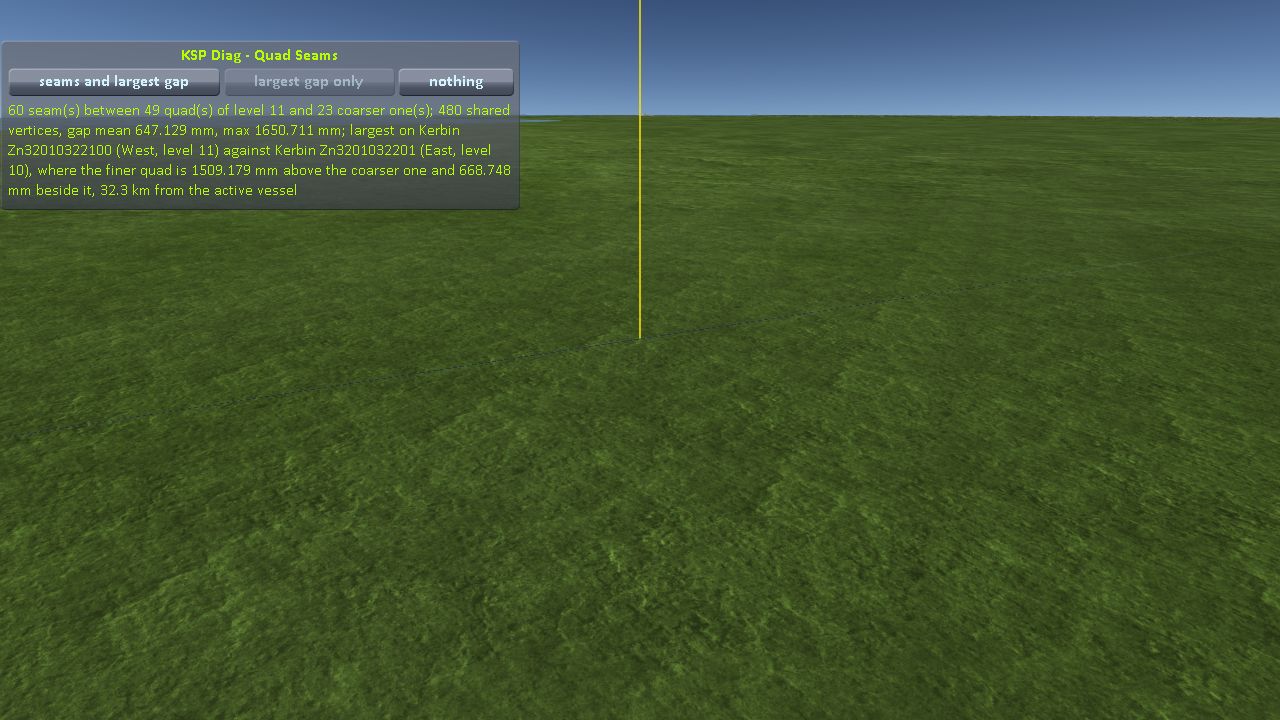 KSP Diag - Quad Seams
seams and largest gap
largest gap only
nothing
60 seam(s) between 49 quad(s) of level 11 and 23 coarser one(s); 480 shared
vertices, gap mean 647.129 mm, max 1650.711 mm; largest on Kerbin
Zn32010322100 (West, level 11) against Kerbin Zn3201032201 (East, level
10), where the finer quad is 1509.179 mm above the coarser one and 668.748
mm beside it, 32.3 km from the active vessel